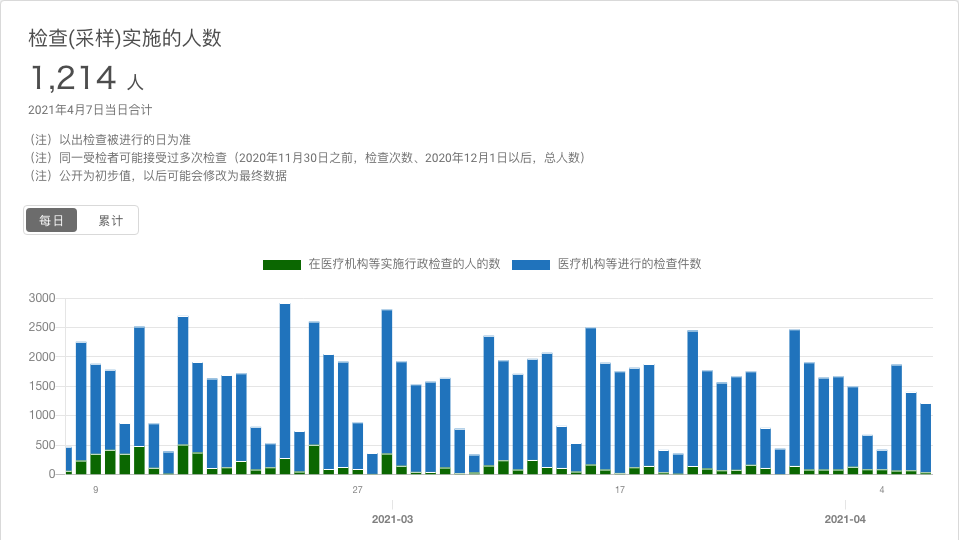 检查(采样)实施的人数
1,214 人
2021年4月7日当日合计
（注）以出检查被进行的日为准
（注）同一受检者可能接受过多次检查（2020年11月30日之前，检查次数、2020年12月1日以后，总人数）
（注）公开为初步值，以后可能会修改为最终数据
每日 累计
在医疗机构等实施行政检查的人的数 医疗机构等进行的检查件数
3000
2500
2000
1500
1000
500
0
9 27 17 4
2021-03 2021-04